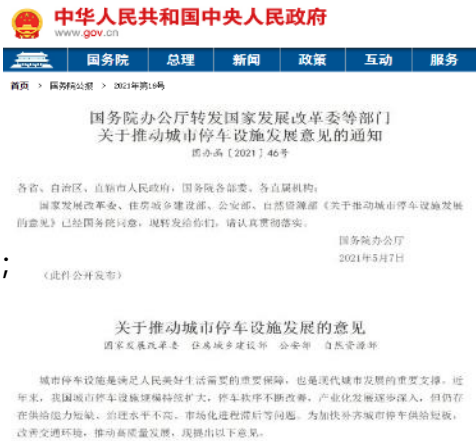 中华人民共和国中央人民政府
www.gov.cn
国务院 总理 新闻 政策 互动 服务
首页 > 国务院公报 > 2021年第16号
国务院办公厅转发国家发展改革委等部门
关于推动城市停车设施发展意见的通知
国办函〔2021〕46号
各省、自治区、直辖市人民政府，国务院各部委、各直属机构：
国家发展改革委、住房城乡建设部、公安部、自然资源部《关于推动城市停车设施发展
的意见》已经国务院同意，现转发给你们，请认真贯彻落实。
国务院办公厅
2021年5月7日
;
（此件公开发布）
关于推动城市停车设施发展的意见
国家发展改革委 住房城乡建设部 公安部 自然资源部
城市停车设施是满足人民美好生活需要的重要保障，也是现代城市发展的重要支撑。近
年来，我国城市停车设施规模持续扩大，停车秩序不断改善，产业化发展逐步深入，但仍存
在供给能力短缺、治理水平不高、市场化进程滞后等问题。为加快补齐城市停车供给短板，
改善交通环境，推动高质量发展，现提出以下意见。